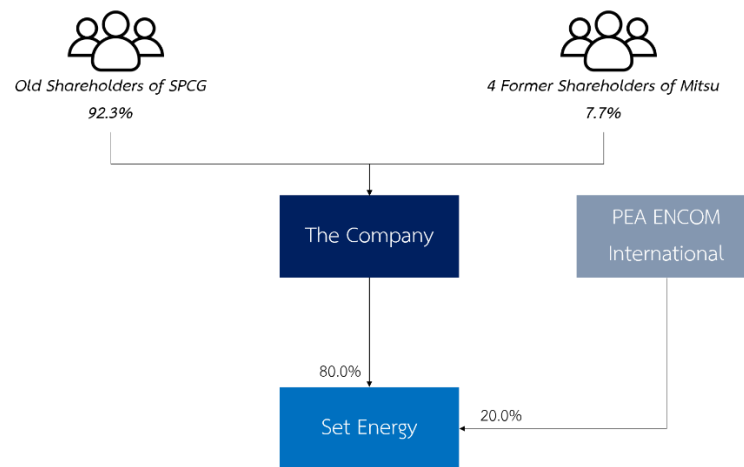 Old Shareholders of SPCG
92.3%
4 Former Shareholders of Mitsu
7.7%
The Company
PEA ENCOM
International
80.0%
20.0%
Set Energy